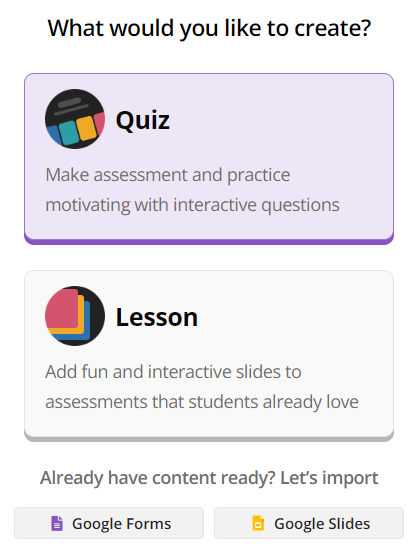 What would you like to create?
Quiz
Make assessment and practice
motivating with interactive questions
Lesson
Add fun and interactive slides to
assessments that students already love
Already have content ready? Let’s import
Google Forms
Google Slides